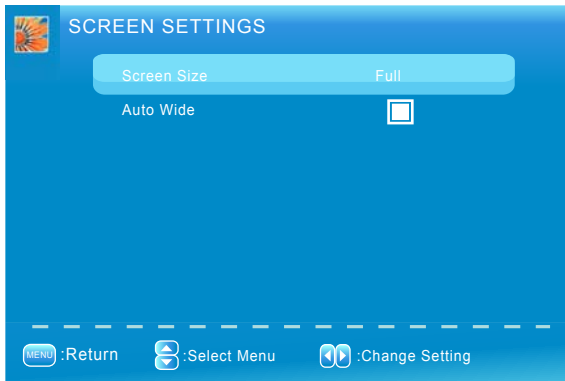 SCREEN SETTINGS
Screen Size Full
Auto Wide
MENU :Return :Select Menu :Change Setting